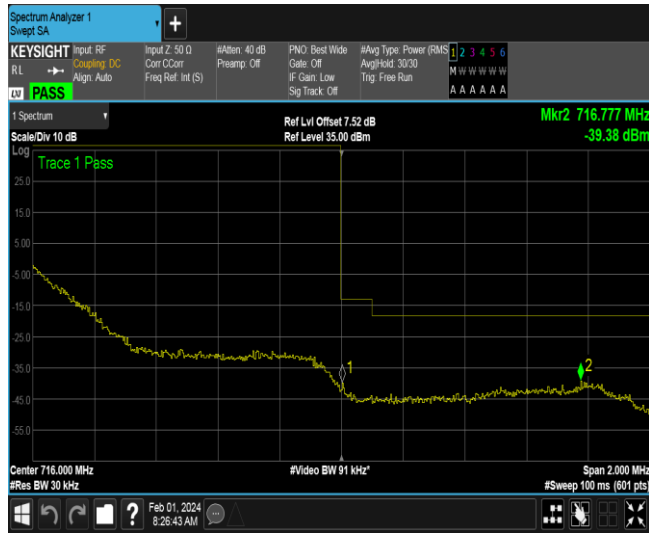 Spectrum Analyzer 1
Swept SA
+
KEYSIGHT Input: RF Input Z: 50 Ω #Atten: 40 dB PNO: Best Wide #Avg Type: Power (RMS 1 2 3 4 5 6
RL Coupling: DC Corr CCorr Preamp: Off Gate: Off Avg|Hold: 30/30 M W W W W W
Align: Auto Freq Ref: Int (S) IF Gain: Low Trig: Free Run
LXI PASS Sig Track: Off A A A A A A
1 Spectrum Ref Lvl Offset 7.52 dB Mkr2 716.777 MHz
Scale/Div 10 dB Ref Level 35.00 dBm -39.38 dBm
Log
Trace 1 Pass
25.0
15.0
5.00
-5.00
-15.0
-25.0
-35.0 1 2
-45.0
-55.0
Center 716.000 MHz #Video BW 91 kHz* Span 2.000 MHz
#Res BW 30 kHz #Sweep 100 ms (601 pts)
? Feb 01, 2024
8:26:43 AM